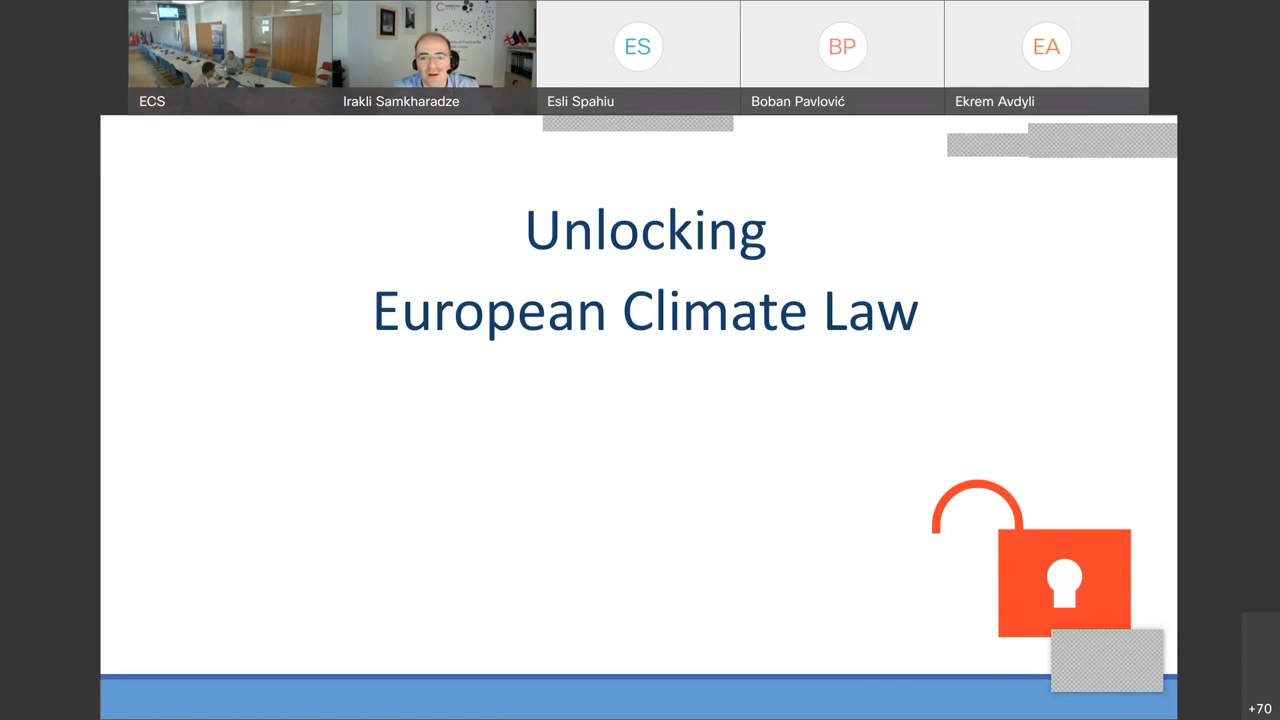 ES
BP
EA
ECS
Irakli Samkharadze
Esli Spahiu
Boban Pavlović
Ekrem Avdyli
Unlocking
European Climate Law
+70